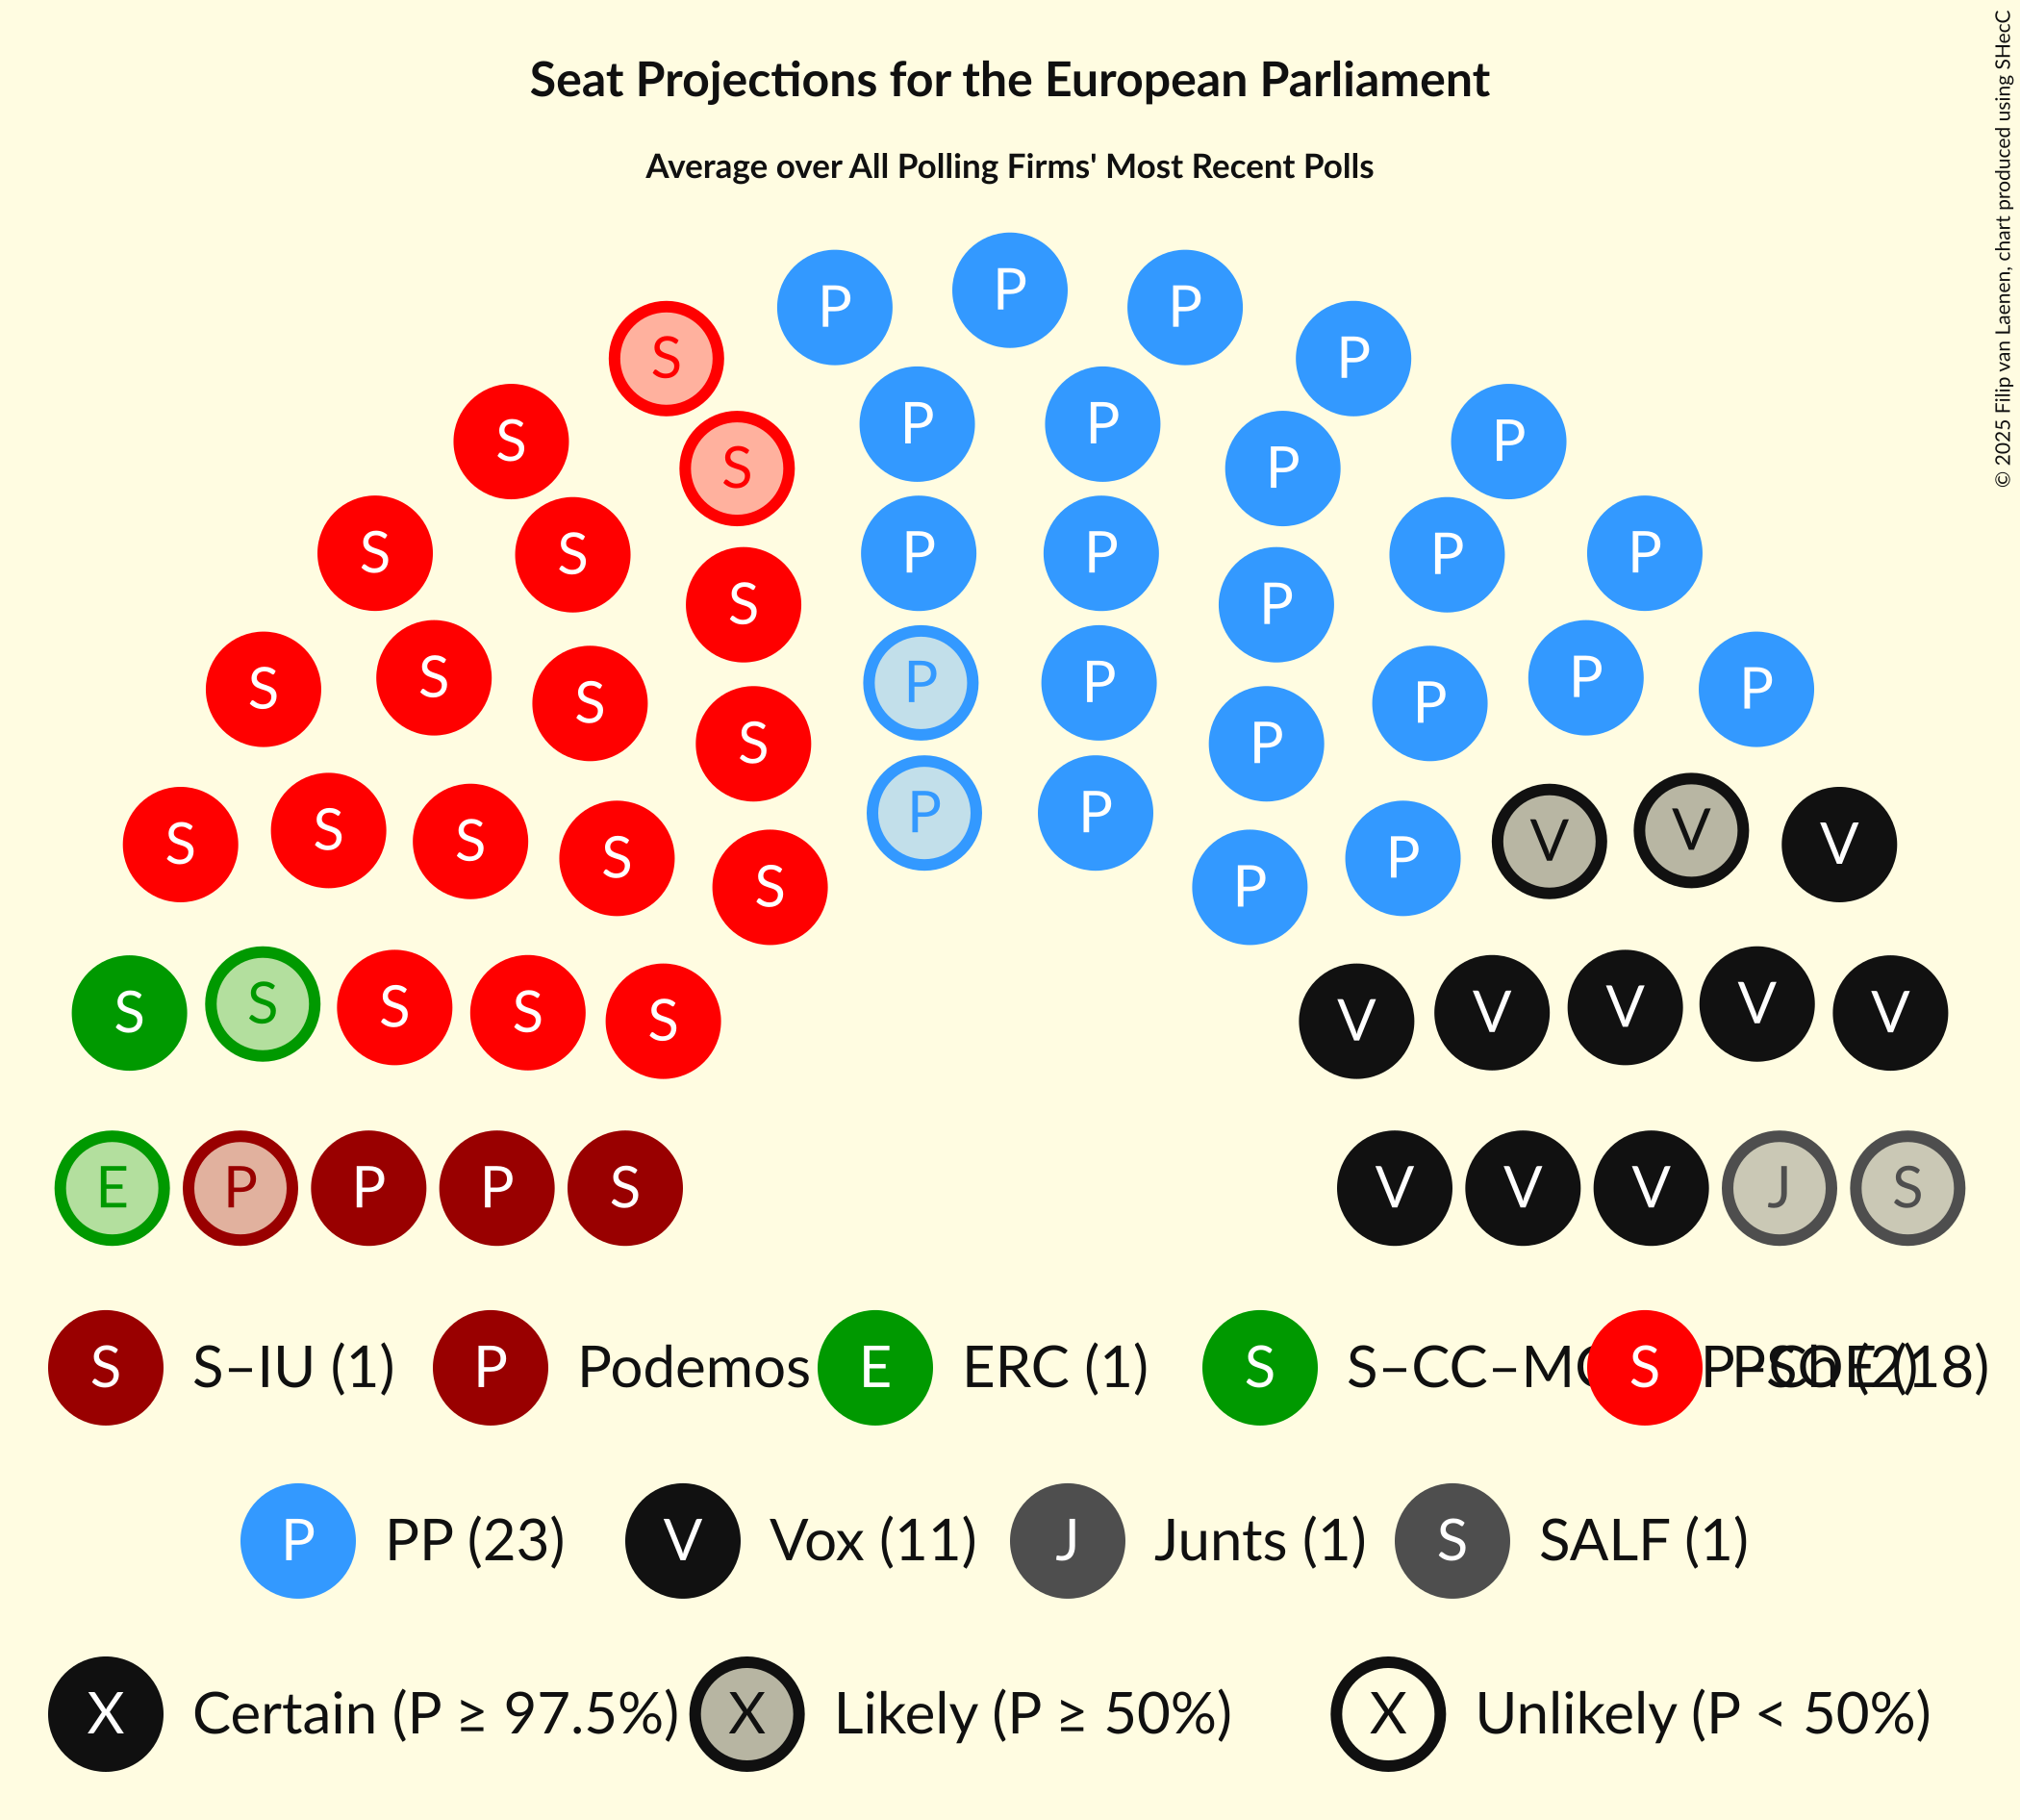 Seat Projections for the European Parliament
Average over All Polling Firms' Most Recent Polls
© 2025 Filip van Laenen, chart produced using SHecC
P P P
S P
P P
S S P P
S S P P S P P P P
S S P P
S S S P P P P P
S P P S
P P
S S S S V V V
S P P S
S S S S S V V V V V
E P P P S V V V J S
S S–IU (1) P Podemos E ERC (1) S S–CC–M S PSOE (18)
P PP (23) V Vox (11) J Junts (1) S SALF (1)
X Certain (P ≥ 97.5%) X Likely (P ≥ 50%) X Unlikely (P < 50%)